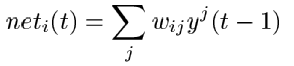 net_i(t) = \sum_j w_{ij} y^j(t − 1)